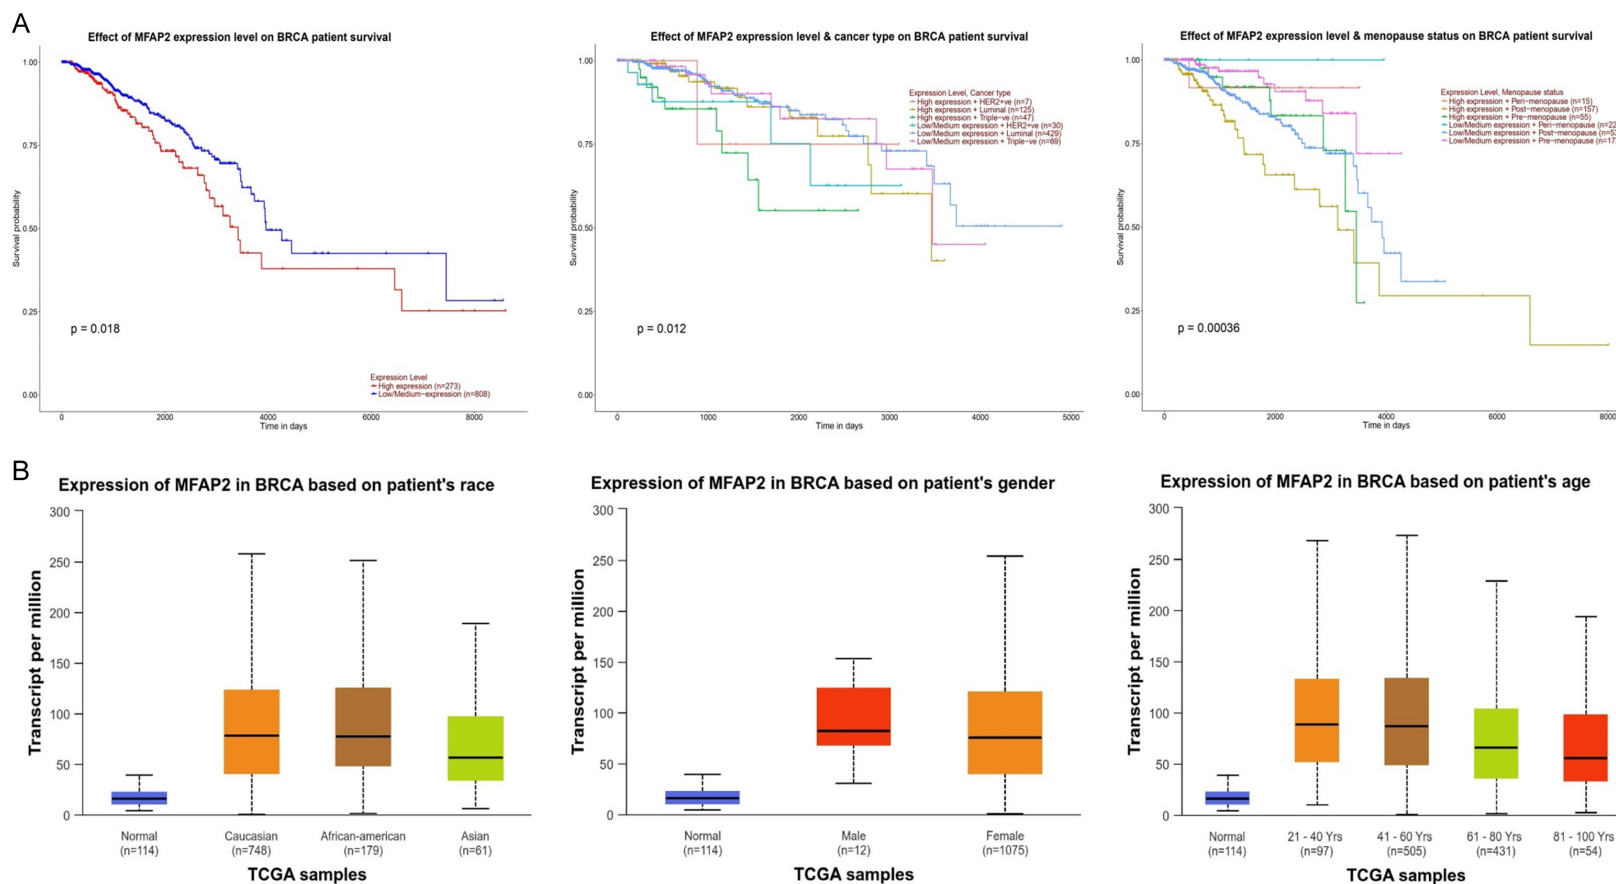 A
Effect of MFAP2 expression level on BRCA patient survival
Survival probability
1.00
0.75
0.50
0.25
0.00
p = 0.018
Expression Level
High expression (n=273)
Low/Medium-expression (n=808)
0 2000 4000 6000 8000
Time in days
Effect of MFAP2 expression level & cancer type on BRCA patient survival
Survival probability
1.00
0.75
0.50
0.25
0.00
Expression Level, Cancer type
High expression + HER2+ve (n=7)
High expression + Luminal (n=125)
High expression + Triple-ve (n=47)
Low/Medium expression + HER2+ve (n=30)
Low/Medium expression + Luminal (n=429)
Low/Medium expression + Triple-ve (n=69)
p = 0.012
0 1000 2000 3000 4000 5000
Time in days
Effect of MFAP2 expression level & menopause status on BRCA patient survival
Survival probability
1.00
0.75
0.50
0.25
0.00
Expression Level, Menopause status
High expression + Peri-menopause (n=15)
High expression + Post-menopause (n=157)
High expression + Pre-menopause (n=55)
Low/Medium expression + Peri-menopause (n=22
Low/Medium expression + Post-menopause (n=53
Low/Medium expression + Pre-menopause (n=17
p = 0.00036
0 2000 4000 6000 8000
Time in days
B
Expression of MFAP2 in BRCA based on patient's race
Transcript per million
300
250
200
150
100
50
0
Normal Caucasian African-american Asian
(n=114) (n=748) (n=179) (n=61)
TCGA samples
Expression of MFAP2 in BRCA based on patient's gender
Transcript per million
300
250
200
150
100
50
0
Normal Male Female
(n=114) (n=12) (n=1075)
TCGA samples
Expression of MFAP2 in BRCA based on patient's age
Transcript per million
300
250
200
150
100
50
0
Normal 21 - 40 Yrs 41 - 60 Yrs 61 - 80 Yrs 81 - 100 Yrs
(n=114) (n=97) (n=505) (n=431) (n=54)
TCGA samples